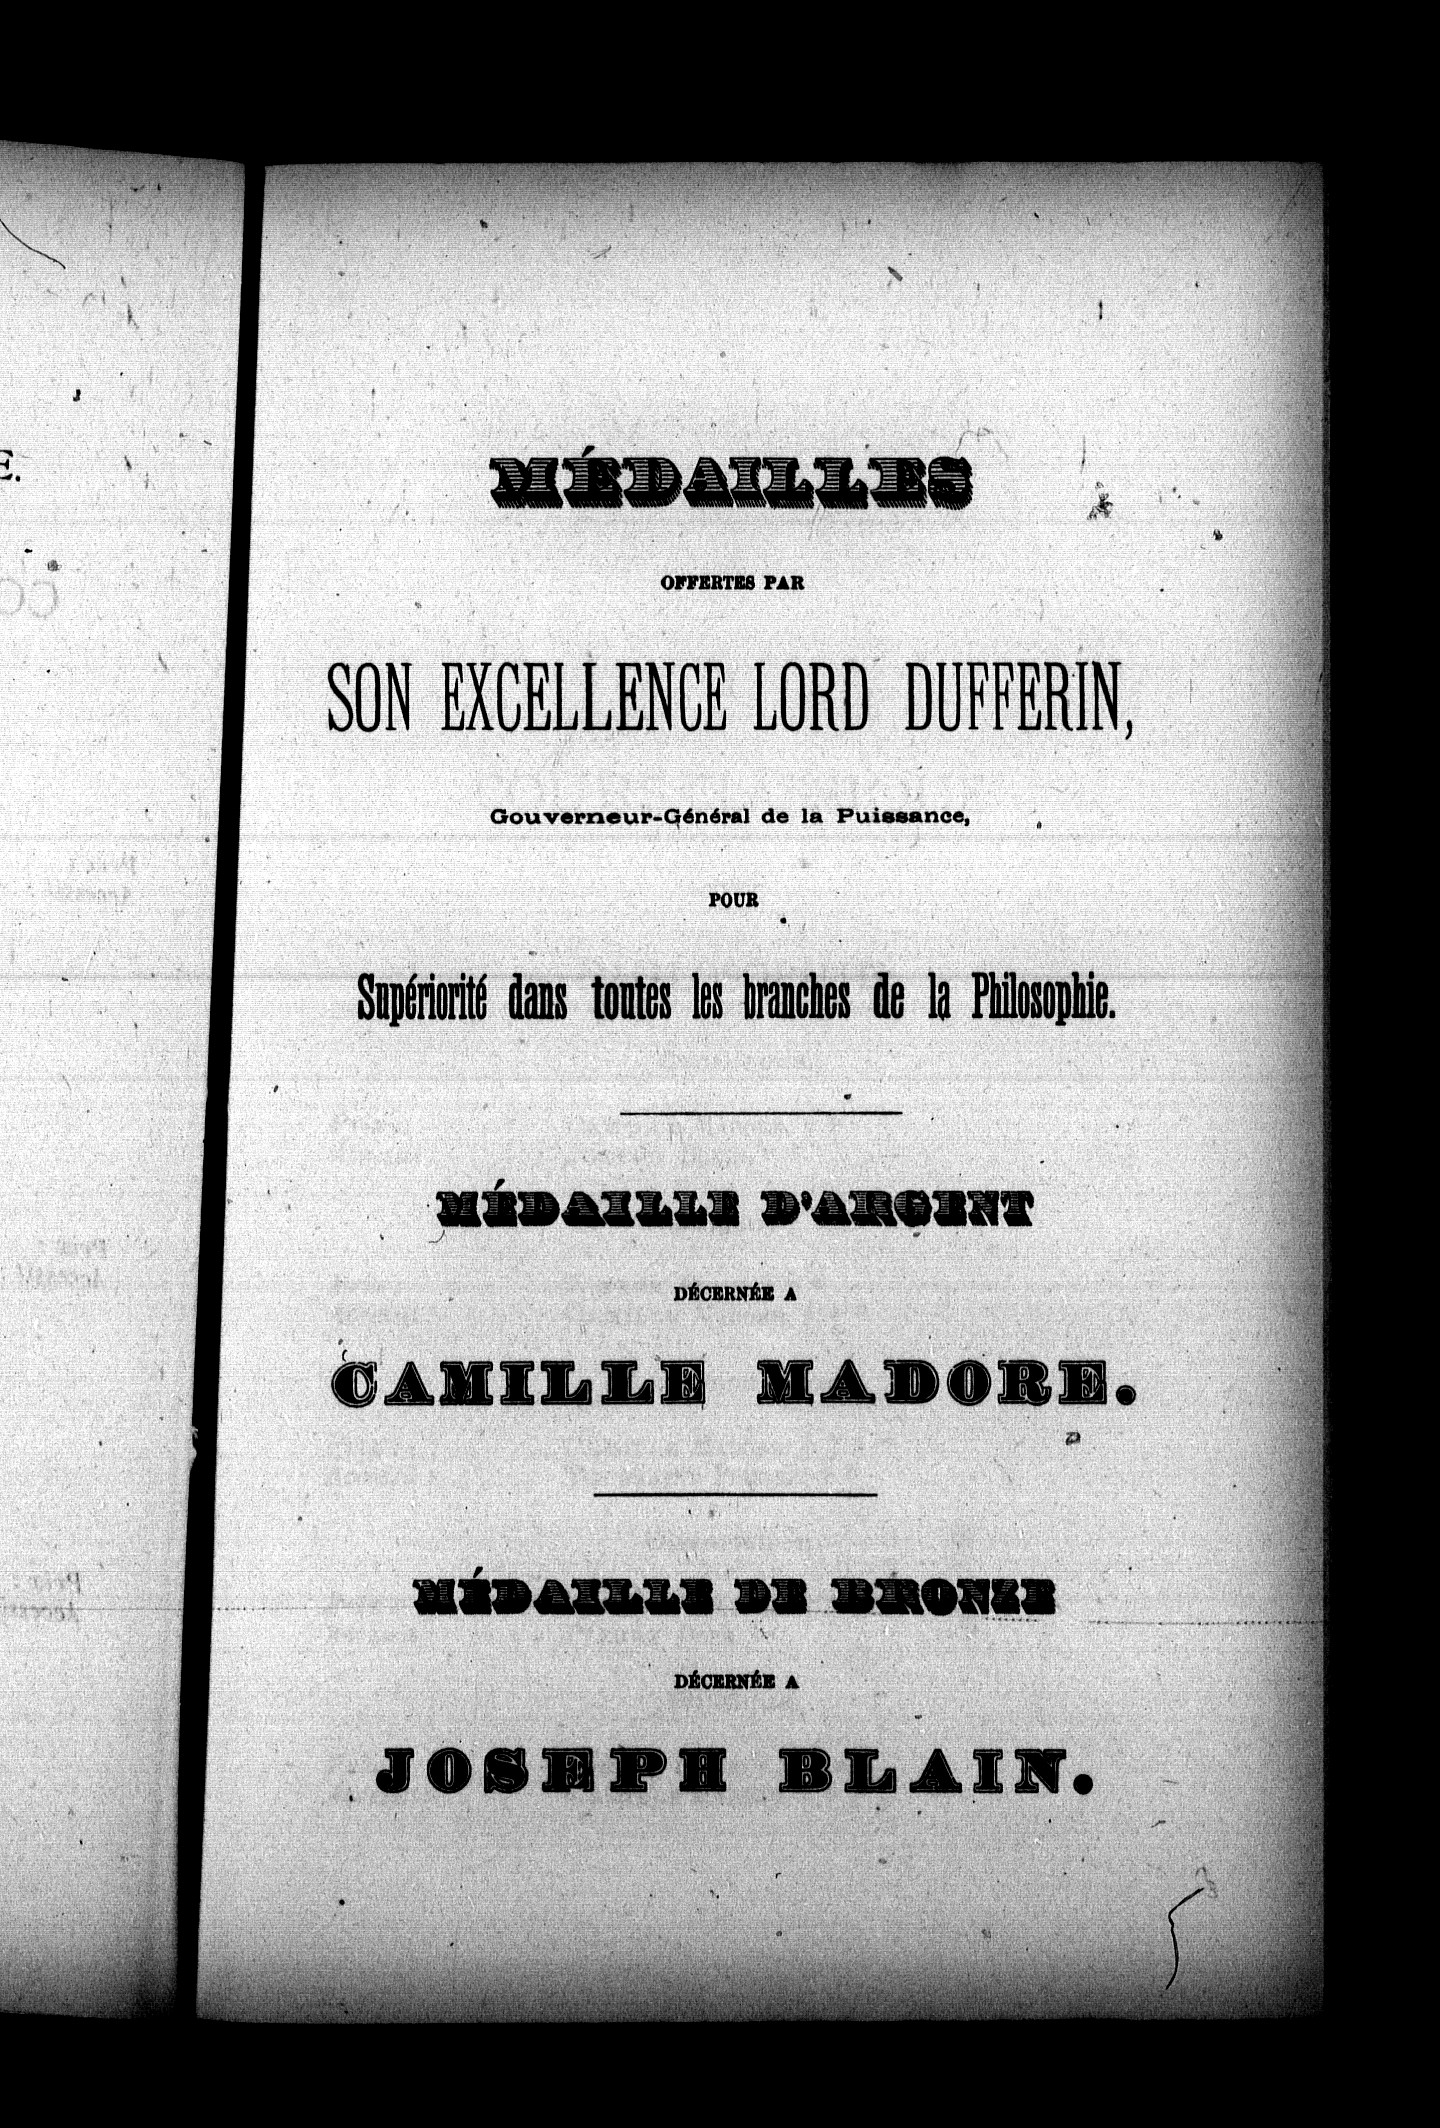 MÉDAILLES
OFFERTES PAR
SON EXCELLENCE LORD DUFFERIN,
Gouverneur-Général de la Puissance,
POUR
Supériorité dans toutes les branches de la Philosophie.
MÉDAILLE D'ARGENT
DÉCERNÉE A
CAMILLE MADORE.
MÉDAILLE DE BRONZE
DÉCERNÉE A
JOSEPH BLAIN.